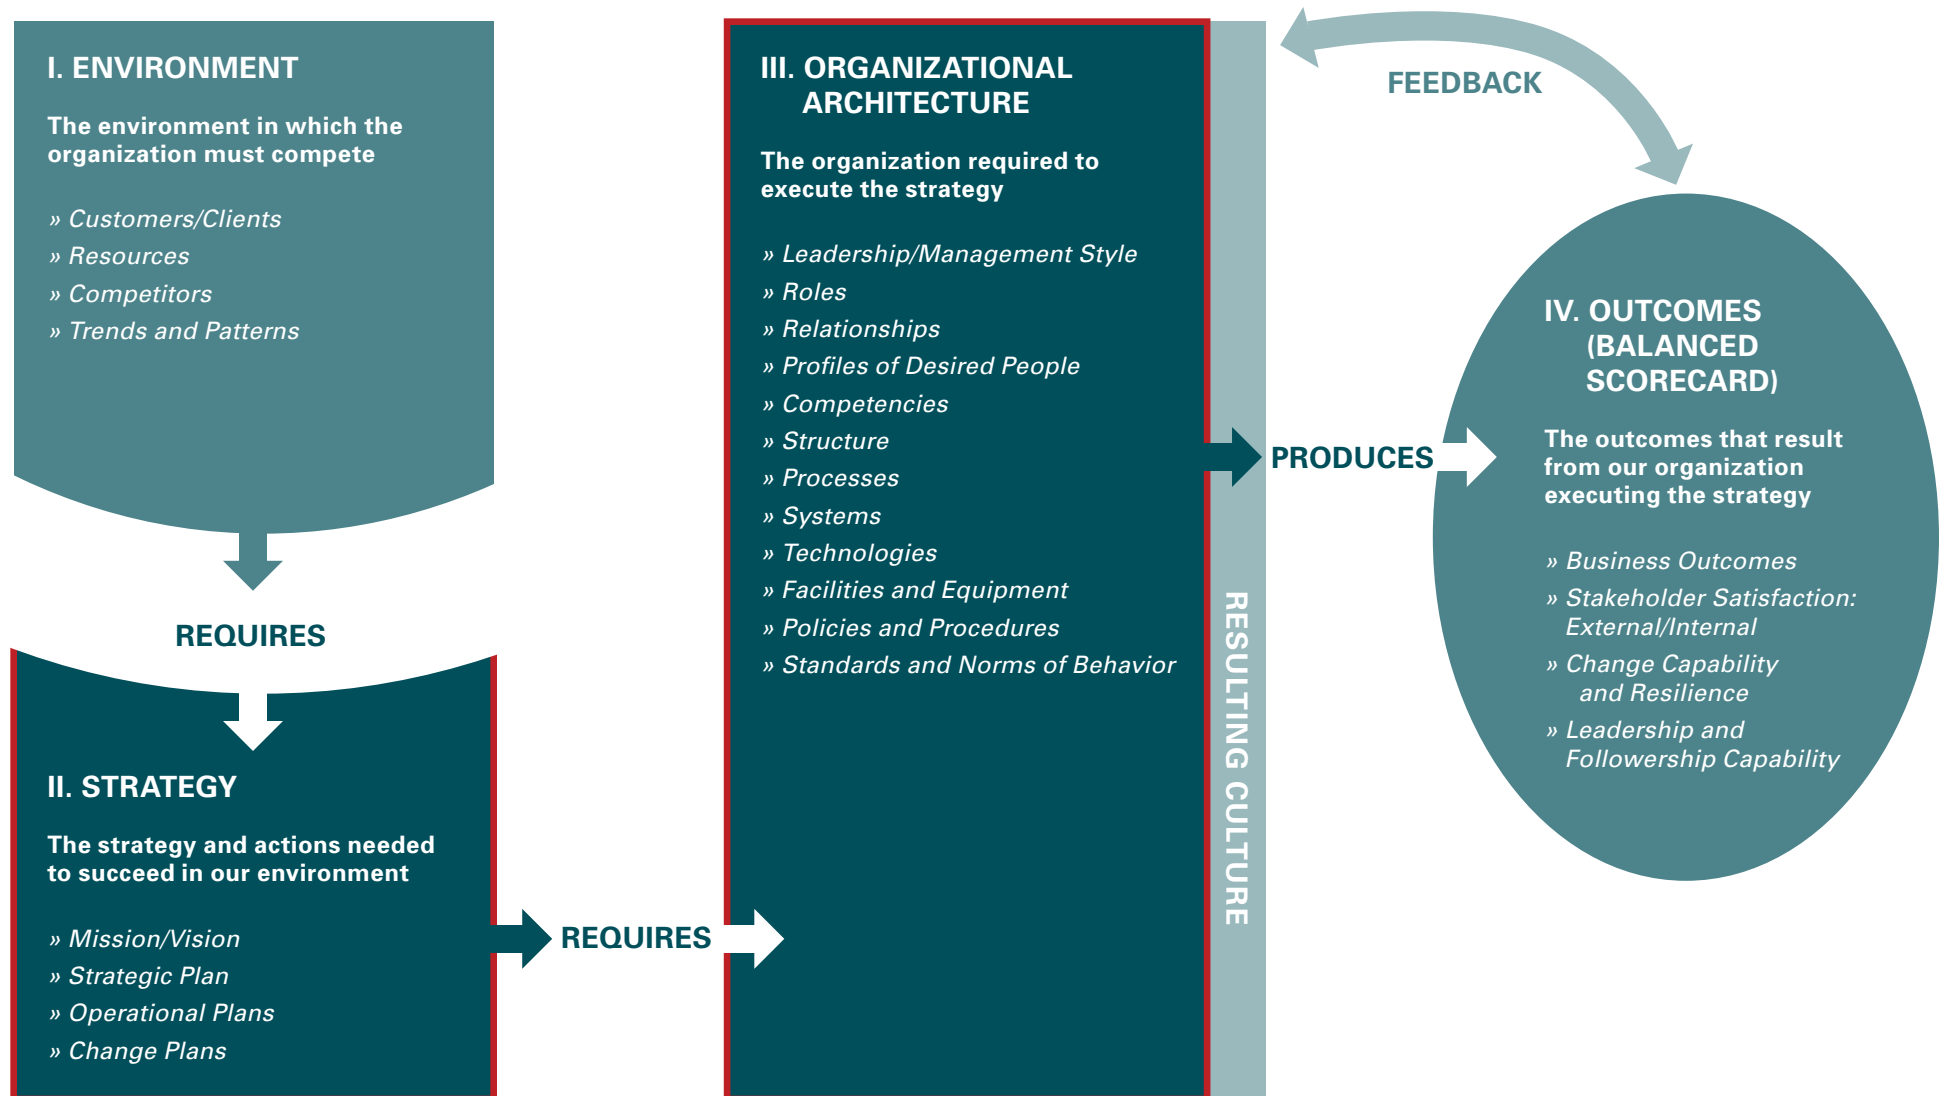 I. ENVIRONMENT
The environment in which the
organization must compete
» Customers/Clients
» Resources
» Competitors
» Trends and Patterns
REQUIRES
II. STRATEGY
The strategy and actions needed
to succeed in our environment
» Mission/Vision
» Strategic Plan
» Operational Plans
» Change Plans
REQUIRES
III. ORGANIZATIONAL
ARCHITECTURE
The organization required to
execute the strategy
» Leadership/Management Style
» Roles
» Relationships
» Profiles of Desired People
» Competencies
» Structure
» Processes
» Systems
» Technologies
» Facilities and Equipment
» Policies and Procedures
» Standards and Norms of Behavior
RESULTING CULTURE
PRODUCES
FEEDBACK
IV. OUTCOMES
(BALANCED
SCORECARD)
The outcomes that result
from our organization
executing the strategy
» Business Outcomes
» Stakeholder Satisfaction:
External/Internal
» Change Capability
and Resilience
» Leadership and
Followership Capability